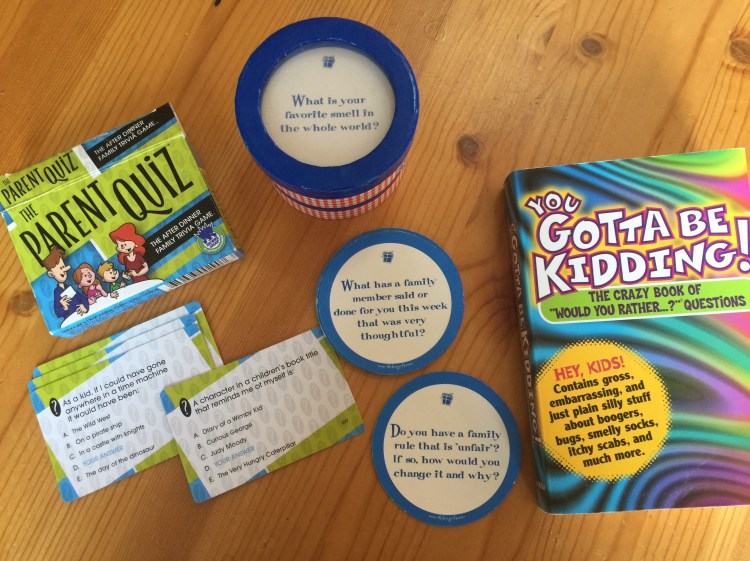 THE
PARENT QUIZ
THE AFTER DINNER
FAMILY TRIVIA GAME...
THE
PARENT QUIZ
THE AFTER DINNER
FAMILY TRIVIA GAME
What is your
favorite smell in
the whole world?
What has a family
member said or
done for you this week
that was very
thoughtful?
Do you have a family
rule that is 'unfair'?
If so, how would you
change it and why?
? As a kid, if I could have gone
anywhere in a time machine
it would have been:
A. The Wild West
B. On a pirate ship
C. In a castle with knights
D. YOUR ANSWER
E. The day of the dinosaur
? A character in a children's book title
that reminds me of myself is:
A. Diary of a Wimpy Kid
B. Curious George
C. Judy Moody
D. YOUR ANSWER
E. The Very Hungry Caterpillar
YOU
GOTTA BE
KIDDING!
THE CRAZY BOOK OF
"WOULD YOU RATHER...?" QUESTIONS
HEY, KIDS!
Contains gross,
embarrassing, and
just plain silly stuff
about boogers,
bugs, smelly socks,
itchy scabs, and
much more.
GOTTA BE KIDDING!